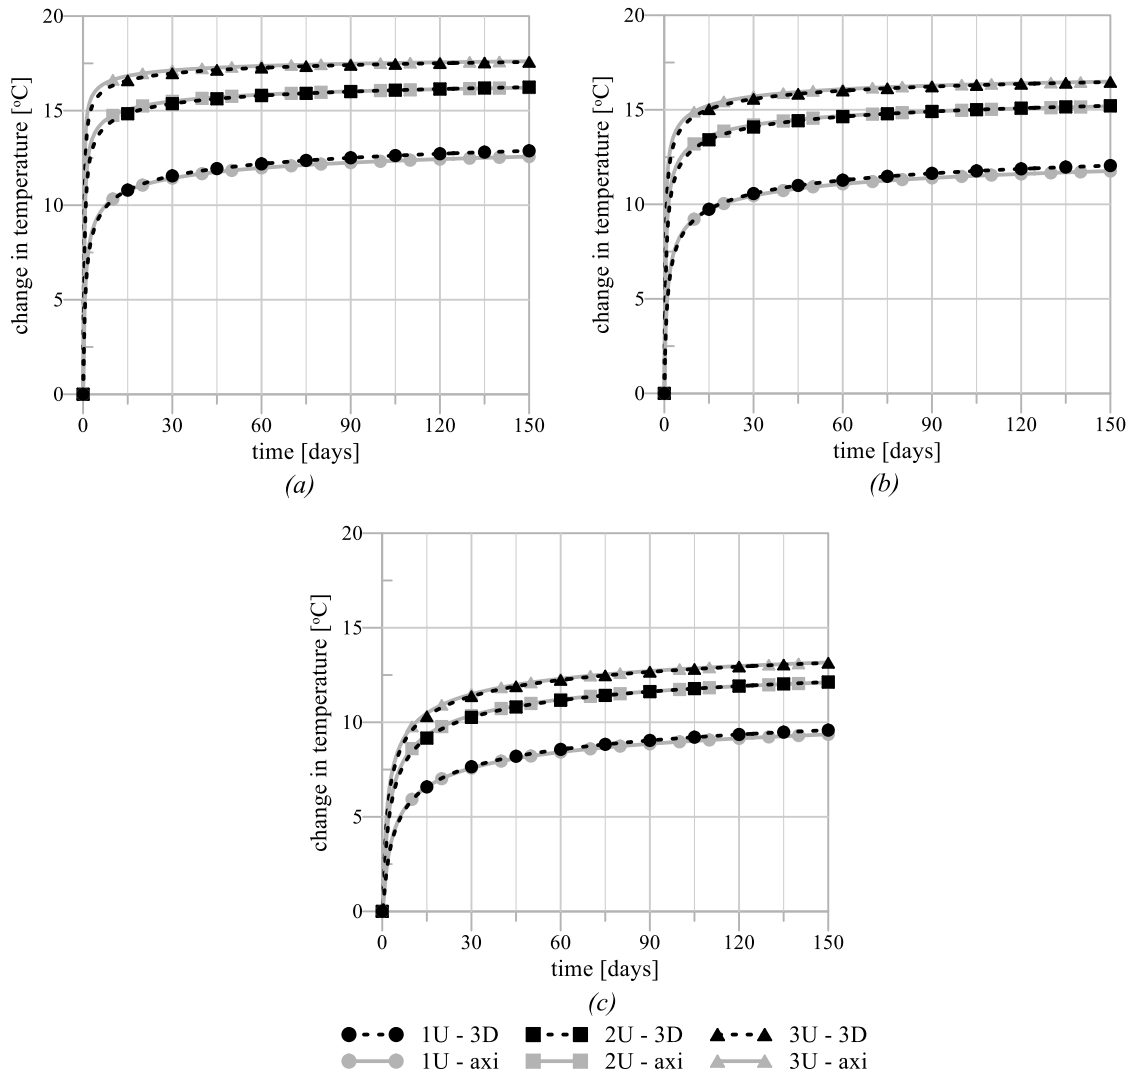 20
15
10
5
0
change in temperature [ºC]
0 30 60 90 120 150
time [days]
(a)
20
15
10
5
0
change in temperature [ºC]
0 30 60 90 120 150
time [days]
(b)
20
15
10
5
0
change in temperature [ºC]
0 30 60 90 120 150
time [days]
(c)
1U - 3D 2U - 3D 3U - 3D
1U - axi 2U - axi 3U - axi